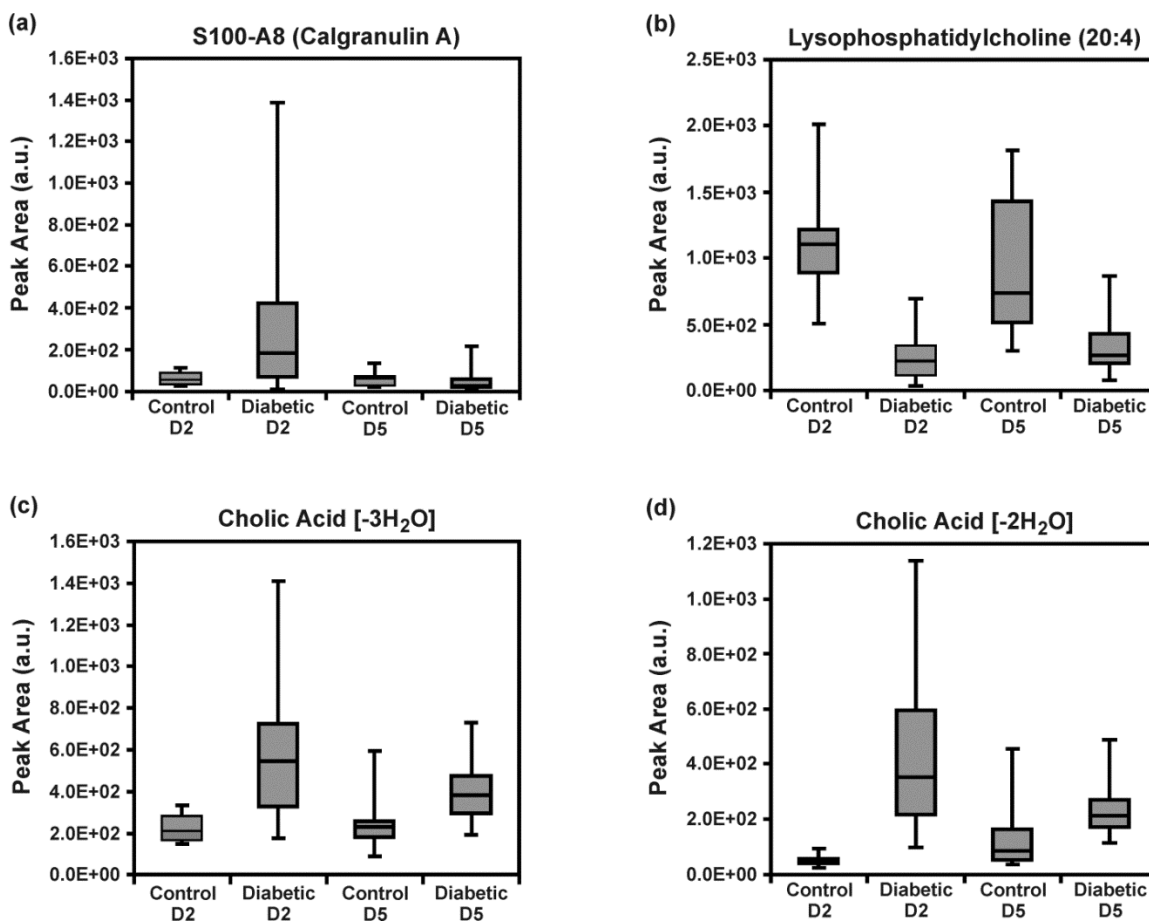 (a)
S100-A8 (Calgranulin A)
Peak Area (a.u.)
1.6E+03
1.4E+03
1.2E+03
1.0E+03
8.0E+02
6.0E+02
4.0E+02
2.0E+02
0.0E+00
Control Diabetic Control Diabetic
D2 D2 D5 D5
(b)
Lysophosphatidylcholine (20:4)
Peak Area (a.u.)
2.5E+03
2.0E+03
1.5E+03
1.0E+03
5.0E+02
0.0E+00
Control Diabetic Control Diabetic
D2 D2 D5 D5
(c)
Cholic Acid [-3H₂O]
Peak Area (a.u.)
1.6E+03
1.4E+03
1.2E+03
1.0E+03
8.0E+02
6.0E+02
4.0E+02
2.0E+02
0.0E+00
Control Diabetic Control Diabetic
D2 D2 D5 D5
(d)
Cholic Acid [-2H₂O]
Peak Area (a.u.)
1.2E+03
1.0E+03
8.0E+02
6.0E+02
4.0E+02
2.0E+02
0.0E+00
Control Diabetic Control Diabetic
D2 D2 D5 D5